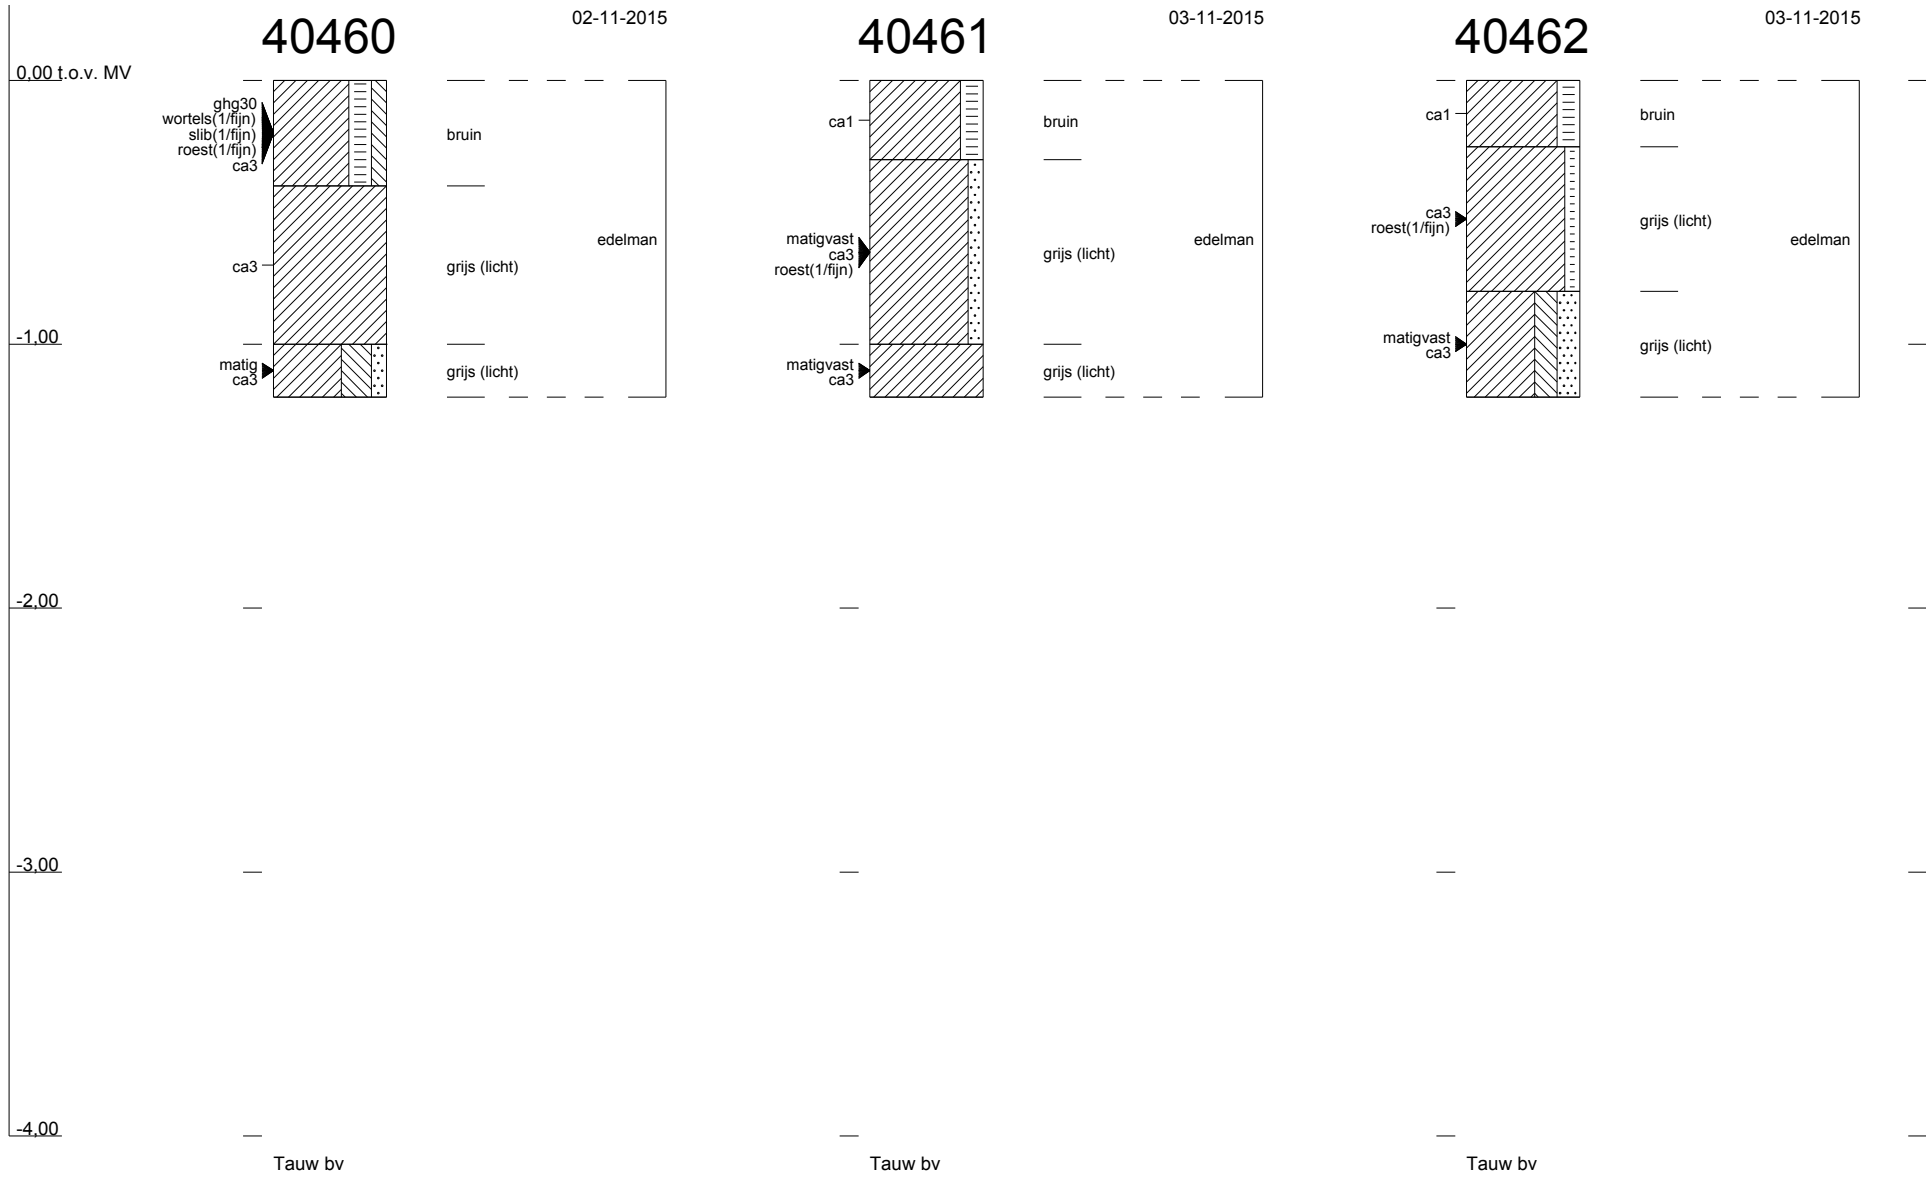 40460
02-11-2015
40461
03-11-2015
40462
03-11-2015
0,00 t.o.v. MV
ghg30
wortels(1/fijn)
slib(1/fijn)
roest(1/fijn)
ca3
bruin
ca3
grijs (licht)
edelman
matig
ca3
grijs (licht)
ca1
bruin
matigvast
ca3
roest(1/fijn)
grijs (licht)
edelman
matigvast
ca3
grijs (licht)
ca1
bruin
ca3
roest(1/fijn)
grijs (licht)
edelman
matigvast
ca3
grijs (licht)
-1,00
-2,00
-3,00
-4,00
Tauw bv
Tauw bv
Tauw bv